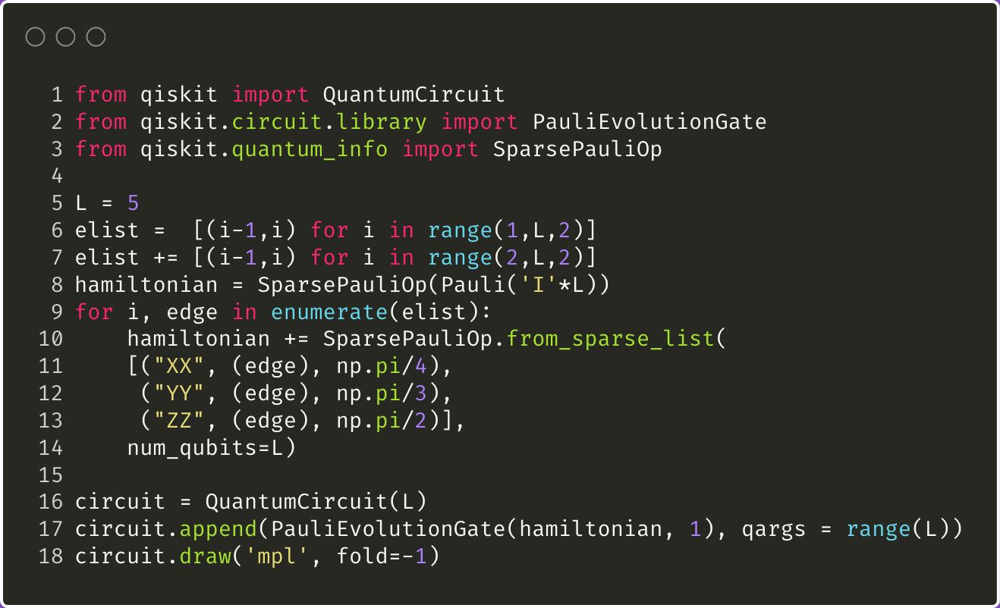 1 from qiskit import QuantumCircuit
2 from qiskit.circuit.library import PauliEvolutionGate
3 from qiskit.quantum_info import SparsePauliOp
4
5 L = 5
6 elist =  [(i-1,i) for i in range(1,L,2)]
7 elist += [(i-1,i) for i in range(2,L,2)]
8 hamiltonian = SparsePauliOp(Pauli('I'*L))
9 for i, edge in enumerate(elist):
10     hamiltonian += SparsePauliOp.from_sparse_list(
11     [("XX", (edge), np.pi/4),
12      ("YY", (edge), np.pi/3),
13      ("ZZ", (edge), np.pi/2)],
14     num_qubits=L)
15
16 circuit = QuantumCircuit(L)
17 circuit.append(PauliEvolutionGate(hamiltonian, 1), qargs = range(L))
18 circuit.draw('mpl', fold=-1)